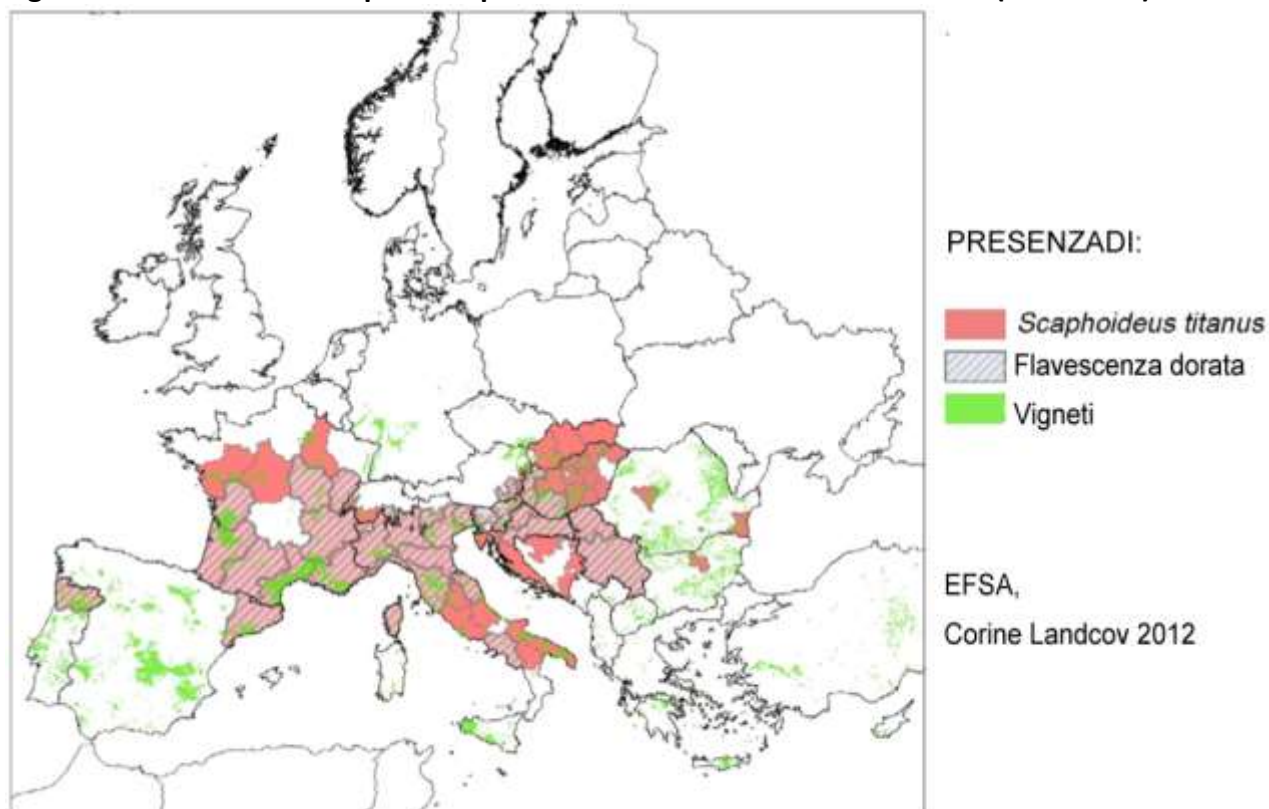 PRESENZADI:
Scaphoideus titanus
Flavescenza dorata
Vigneti
EFSA,
Corine Landcov 2012